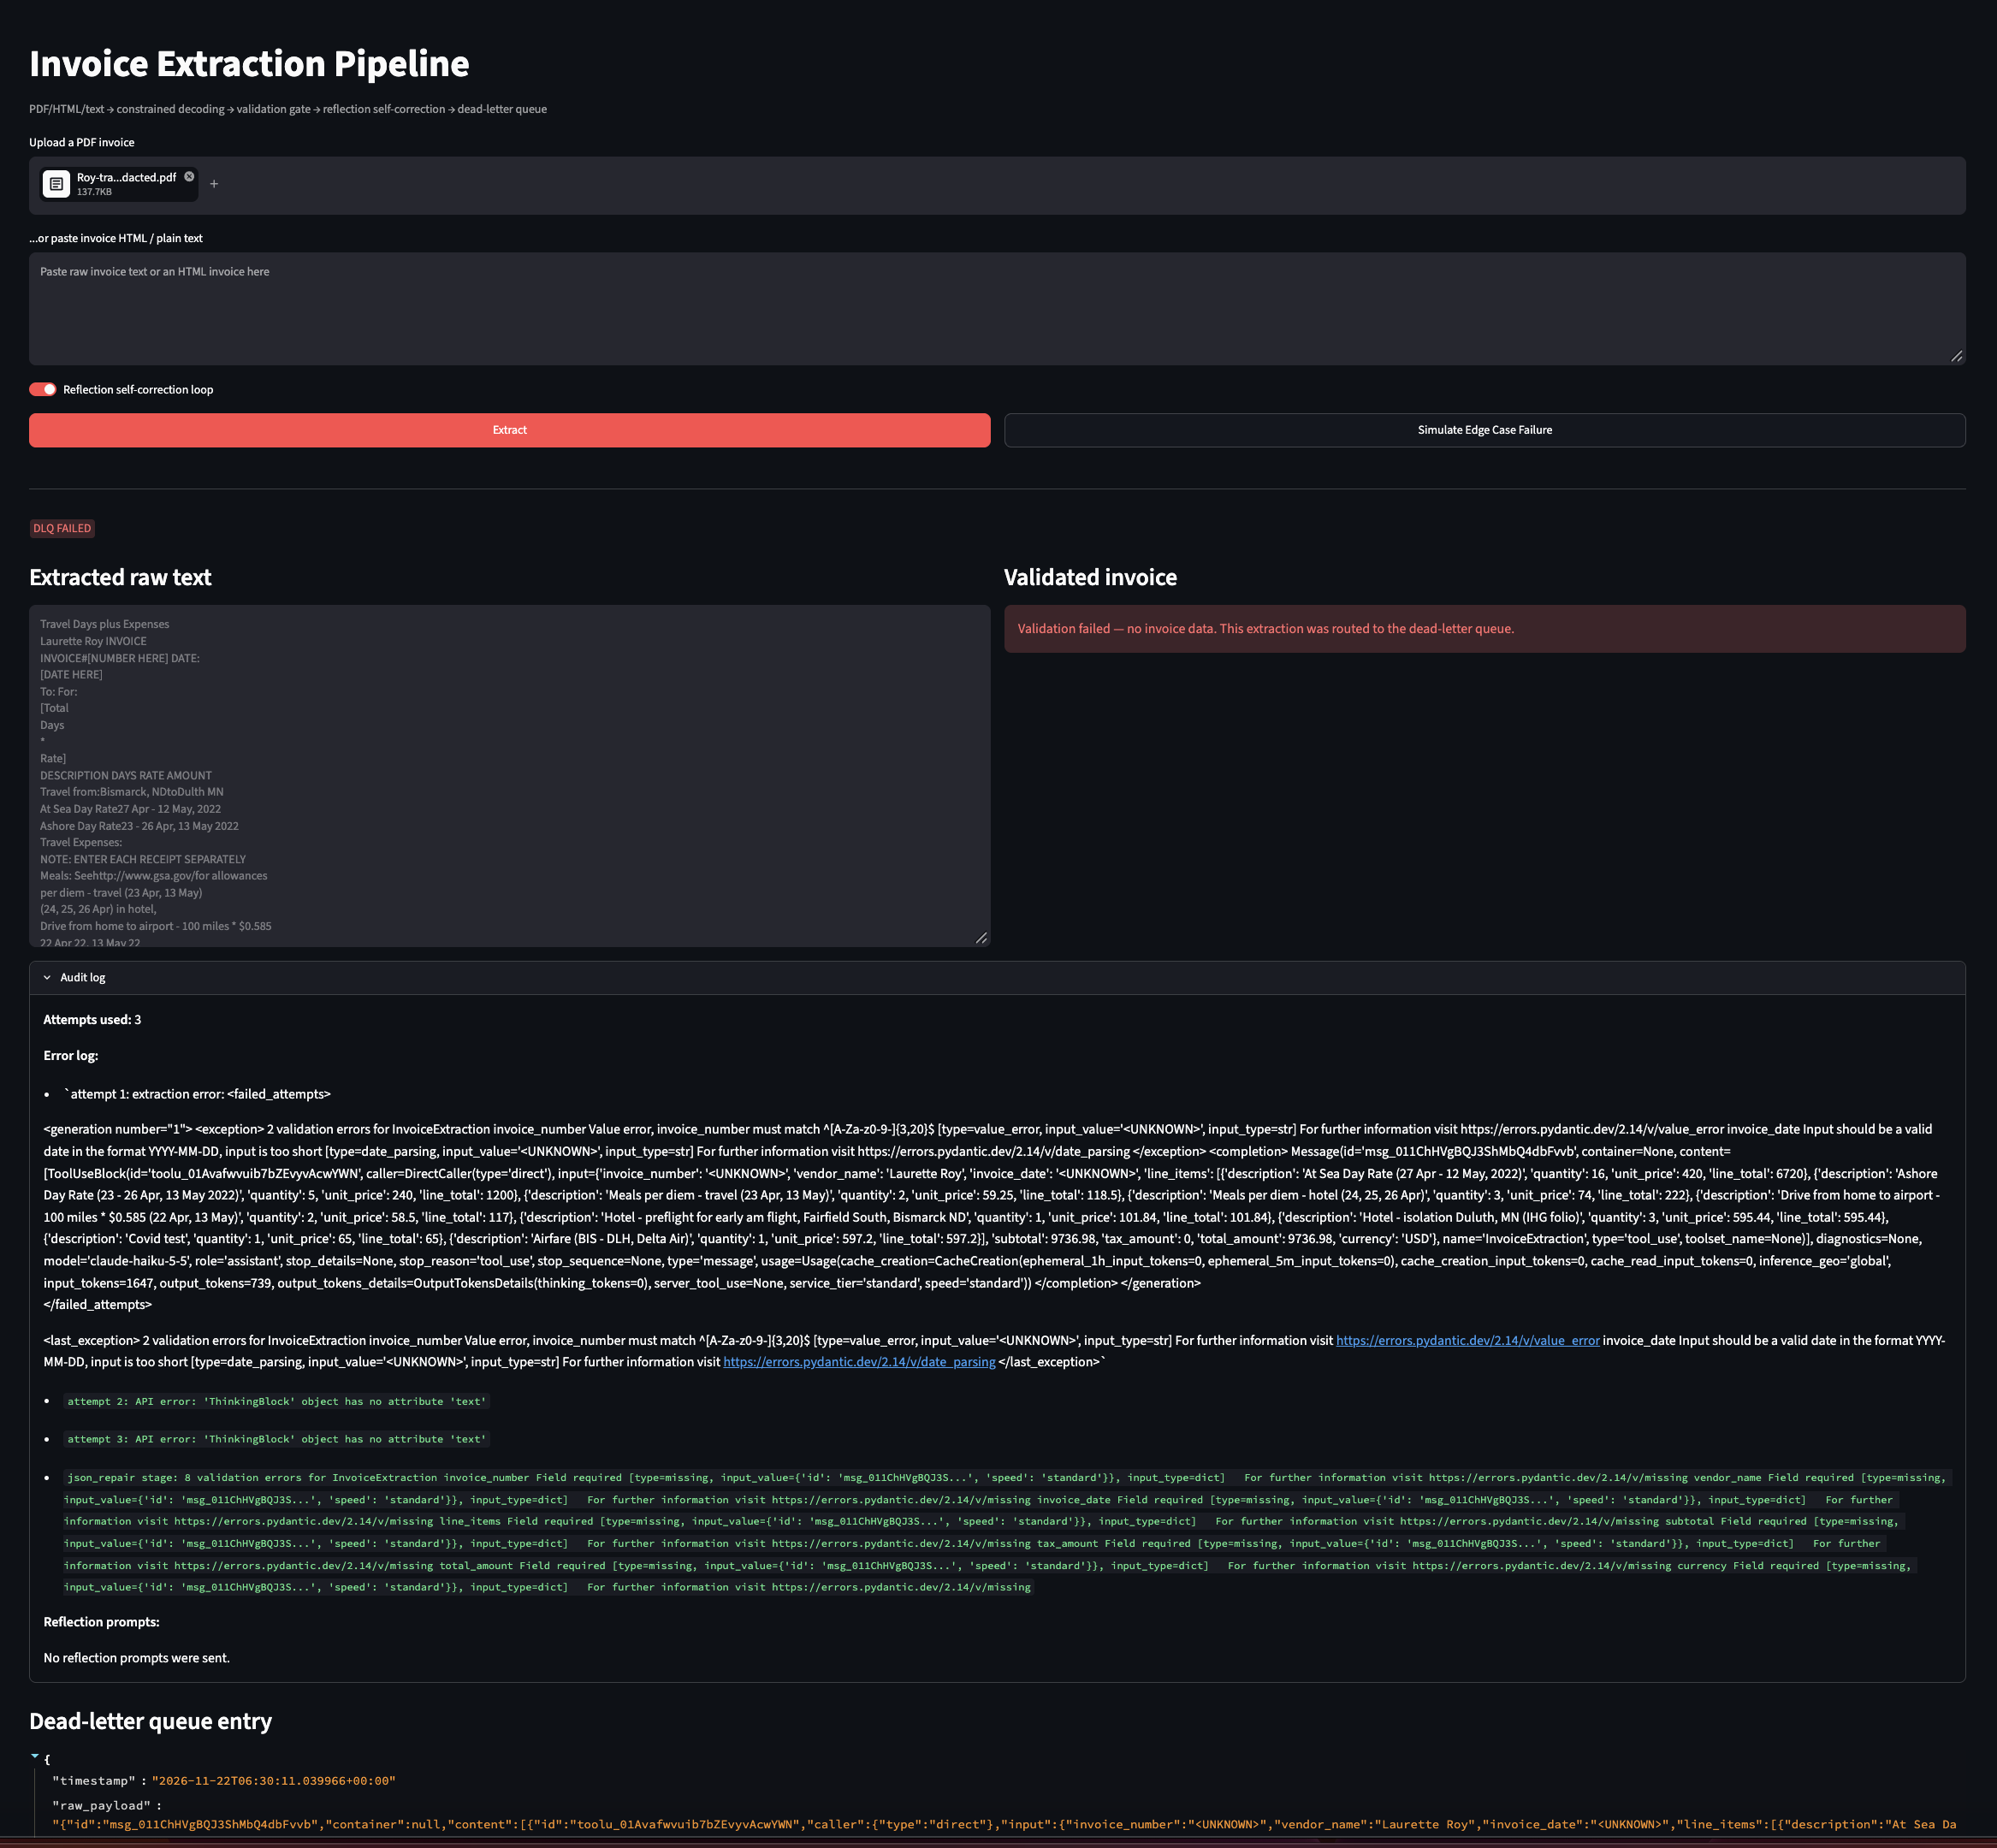 Invoice Extraction Pipeline
PDF/HTML/text → constrained decoding → validation gate → reflection self-correction → dead-letter queue
Upload a PDF invoice
Roy-tra...dacted.pdf
137.7KB
...or paste invoice HTML / plain text
Paste raw invoice text or an HTML invoice here
Reflection self-correction loop
Extract
Simulate Edge Case Failure
DLQ FAILED
Extracted raw text
Travel Days plus Expenses
Laurette Roy INVOICE
INVOICE#[NUMBER HERE] DATE:
[DATE HERE]
To: For:
[Total
Days
*
Rate]
DESCRIPTION DAYS RATE AMOUNT
Travel from:Bismarck, NDtoDulth MN
At Sea Day Rate27 Apr - 12 May, 2022
Ashore Day Rate23 - 26 Apr, 13 May 2022
Travel Expenses:
NOTE: ENTER EACH RECEIPT SEPARATELY
Meals: Seehttp://www.gsa.gov/for allowances
per diem - travel (23 Apr, 13 May)
(24, 25, 26 Apr) in hotel,
Drive from home to airport - 100 miles * $0.585
22 Apr 22, 13 May 22
Validated invoice
Validation failed — no invoice data. This extraction was routed to the dead-letter queue.
Audit log
Attempts used: 3
Error log:
• `attempt 1: extraction error: <failed_attempts>
<generation number="1"> <exception> 2 validation errors for InvoiceExtraction invoice_number Value error, invoice_number must match ^[A-Za-z0-9-]{3,20}$ [type=value_error, input_value='<UNKNOWN>', input_type=str] For further information visit https://errors.pydantic.dev/2.14/v/value_error invoice_date Input should be a valid
date in the format YYYY-MM-DD, input is too short [type=date_parsing, input_value='<UNKNOWN>', input_type=str] For further information visit https://errors.pydantic.dev/2.14/v/date_parsing </exception> <completion> Message(id='msg_011ChHVgBQJ3ShMbQ4dbFvvb', container=None, content=
[ToolUseBlock(id='toolu_01Avafwvuib7bZEvyvAcwYWN', caller=DirectCaller(type='direct'), input={'invoice_number': '<UNKNOWN>', 'vendor_name': 'Laurette Roy', 'invoice_date': '<UNKNOWN>', 'line_items': [{'description': 'At Sea Day Rate (27 Apr - 12 May, 2022)', 'quantity': 16, 'unit_price': 420, 'line_total': 6720}, {'description': 'Ashore
Day Rate (23 - 26 Apr, 13 May 2022)', 'quantity': 5, 'unit_price': 240, 'line_total': 1200}, {'description': 'Meals per diem - travel (23 Apr, 13 May)', 'quantity': 2, 'unit_price': 59.25, 'line_total': 118.5}, {'description': 'Meals per diem - hotel (24, 25, 26 Apr)', 'quantity': 3, 'unit_price': 74, 'line_total': 222}, {'description': 'Drive from home to airport -
100 miles * $0.585 (22 Apr, 13 May)', 'quantity': 2, 'unit_price': 58.5, 'line_total': 117}, {'description': 'Hotel - preflight for early am flight, Fairfield South, Bismarck ND', 'quantity': 1, 'unit_price': 101.84, 'line_total': 101.84}, {'description': 'Hotel - isolation Duluth, MN (IHG folio)', 'quantity': 3, 'unit_price': 595.44, 'line_total': 595.44},
{'description': 'Covid test', 'quantity': 1, 'unit_price': 65, 'line_total': 65}, {'description': 'Airfare (BIS - DLH, Delta Air)', 'quantity': 1, 'unit_price': 597.2, 'line_total': 597.2}], 'subtotal': 9736.98, 'tax_amount': 0, 'total_amount': 9736.98, 'currency': 'USD'}, name='InvoiceExtraction', type='tool_use', toolset_name=None)], diagnostics=None,
model='claude-haiku-5-5', role='assistant', stop_details=None, stop_reason='tool_use', stop_sequence=None, type='message', usage=Usage(cache_creation=CacheCreation(ephemeral_1h_input_tokens=0, ephemeral_5m_input_tokens=0), cache_creation_input_tokens=0, cache_read_input_tokens=0, inference_geo='global',
input_tokens=1647, output_tokens=739, output_tokens_details=OutputTokensDetails(thinking_tokens=0), server_tool_use=None, service_tier='standard', speed='standard')) </completion> </generation>
</failed_attempts>
<last_exception> 2 validation errors for InvoiceExtraction invoice_number Value error, invoice_number must match ^[A-Za-z0-9-]{3,20}$ [type=value_error, input_value='<UNKNOWN>', input_type=str] For further information visit https://errors.pydantic.dev/2.14/v/value_error invoice_date Input should be a valid date in the format YYYY-
MM-DD, input is too short [type=date_parsing, input_value='<UNKNOWN>', input_type=str] For further information visit https://errors.pydantic.dev/2.14/v/date_parsing </last_exception>`
• attempt 2: API error: 'ThinkingBlock' object has no attribute 'text'
• attempt 3: API error: 'ThinkingBlock' object has no attribute 'text'
• json_repair stage: 8 validation errors for InvoiceExtraction invoice_number Field required [type=missing, input_value={'id': 'msg_011ChHVgBQJ3S...', 'speed': 'standard'}}, input_type=dict] For further information visit https://errors.pydantic.dev/2.14/v/missing vendor_name Field required [type=missing,
input_value={'id': 'msg_011ChHVgBQJ3S...', 'speed': 'standard'}}, input_type=dict] For further information visit https://errors.pydantic.dev/2.14/v/missing invoice_date Field required [type=missing, input_value={'id': 'msg_011ChHVgBQJ3S...', 'speed': 'standard'}}, input_type=dict] For further
information visit https://errors.pydantic.dev/2.14/v/missing line_items Field required [type=missing, input_value={'id': 'msg_011ChHVgBQJ3S...', 'speed': 'standard'}}, input_type=dict] For further information visit https://errors.pydantic.dev/2.14/v/missing subtotal Field required [type=missing,
input_value={'id': 'msg_011ChHVgBQJ3S...', 'speed': 'standard'}}, input_type=dict] For further information visit https://errors.pydantic.dev/2.14/v/missing tax_amount Field required [type=missing, input_value={'id': 'msg_011ChHVgBQJ3S...', 'speed': 'standard'}}, input_type=dict] For further
information visit https://errors.pydantic.dev/2.14/v/missing total_amount Field required [type=missing, input_value={'id': 'msg_011ChHVgBQJ3S...', 'speed': 'standard'}}, input_type=dict] For further information visit https://errors.pydantic.dev/2.14/v/missing currency Field required [type=missing,
input_value={'id': 'msg_011ChHVgBQJ3S...', 'speed': 'standard'}}, input_type=dict] For further information visit https://errors.pydantic.dev/2.14/v/missing
Reflection prompts:
No reflection prompts were sent.
Dead-letter queue entry
{
"timestamp" : "2026-11-22T06:30:11.039966+00:00"
"raw_payload" :
"{"id":"msg_011ChHVgBQJ3ShMbQ4dbFvvb","container":null,"content":[{"id":"toolu_01Avafwvuib7bZEvyvAcwYWN","caller":{"type":"direct"},"input":{"invoice_number":"<UNKNOWN>","vendor_name":"Laurette Roy","invoice_date":"<UNKNOWN>","line_items":[{"description":"At Sea Da